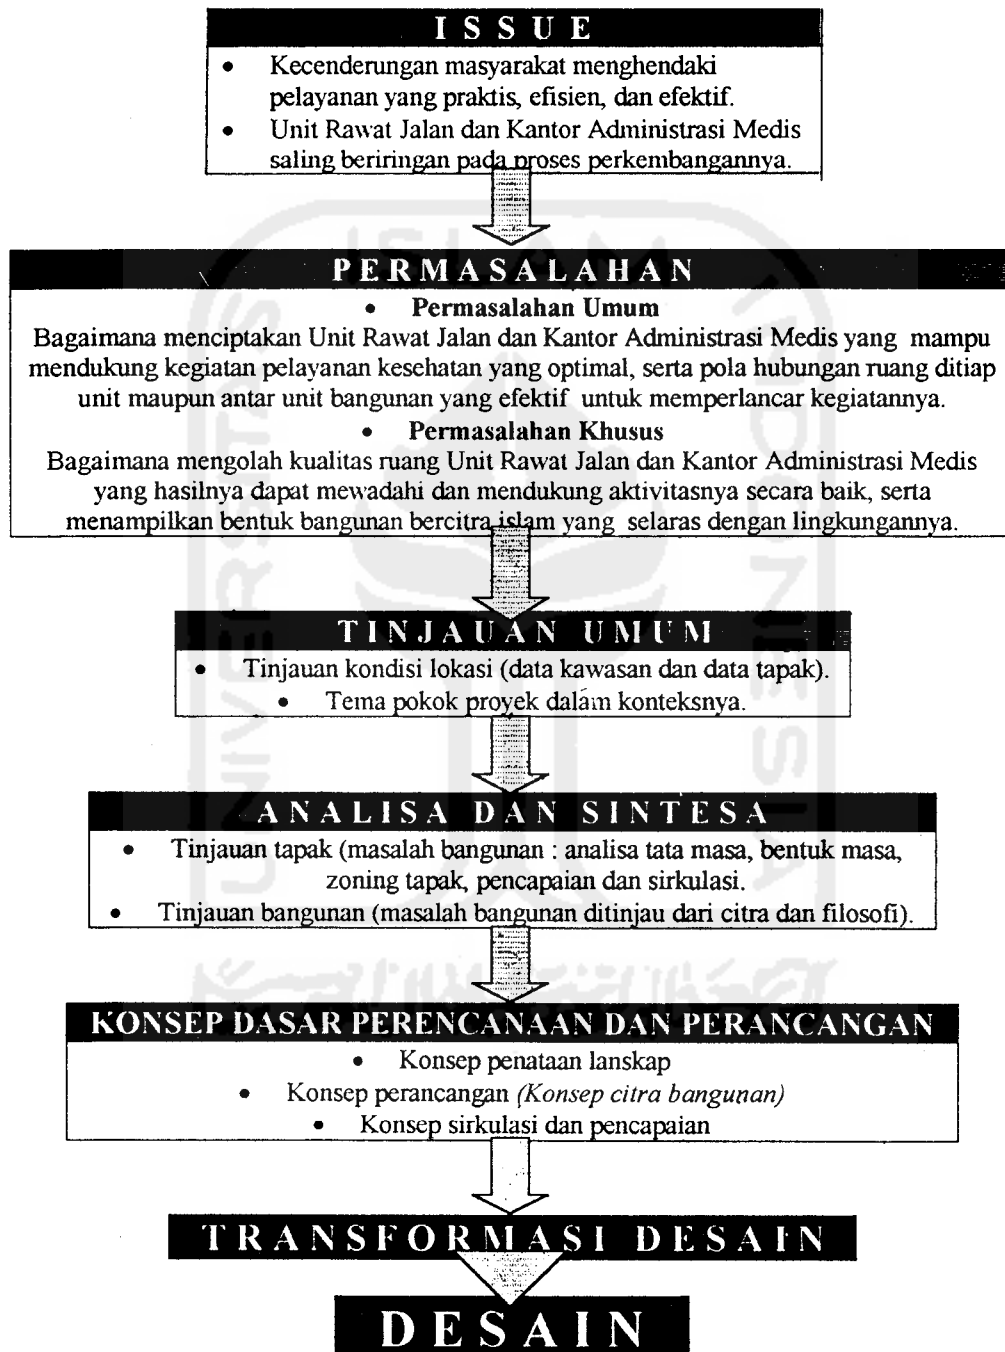 ISSUE
• Kecenderungan masyarakat menghendaki
pelayanan yang praktis, efisien, dan efektif.
• Unit Rawat Jalan dan Kantor Administrasi Medis
saling beriringan pada proses perkembangannya.
PERMASALAHAN
• Permasalahan Umum
Bagaimana menciptakan Unit Rawat Jalan dan Kantor Administrasi Medis yang mampu
mendukung kegiatan pelayanan kesehatan yang optimal, serta pola hubungan ruang ditiap
unit maupun antar unit bangunan yang efektif untuk memperlancar kegiatannya.
• Permasalahan Khusus
Bagaimana mengolah kualitas ruang Unit Rawat Jalan dan Kantor Administrasi Medis
yang hasilnya dapat mewadahi dan mendukung aktivitasnya secara baik, serta
menampilkan bentuk bangunan bercitra islam yang selaras dengan lingkungannya.
TINJAUAN UMUM
• Tinjauan kondisi lokasi (data kawasan dan data tapak).
• Tema pokok proyek dalam konteksnya.
ANALISA DAN SINTESA
• Tinjauan tapak (masalah bangunan : analisa tata masa, bentuk masa,
zoning tapak, pencapaian dan sirkulasi.
• Tinjauan bangunan (masalah bangunan ditinjau dari citra dan filosofi).
KONSEP DASAR PERENCANAAN DAN PERANCANGAN
• Konsep penataan lanskap
• Konsep perancangan (Konsep citra bangunan)
• Konsep sirkulasi dan pencapaian
TRANSFORMASI DESAIN
DESAIN
UNIVERSITAS ISLAM INDONESIA